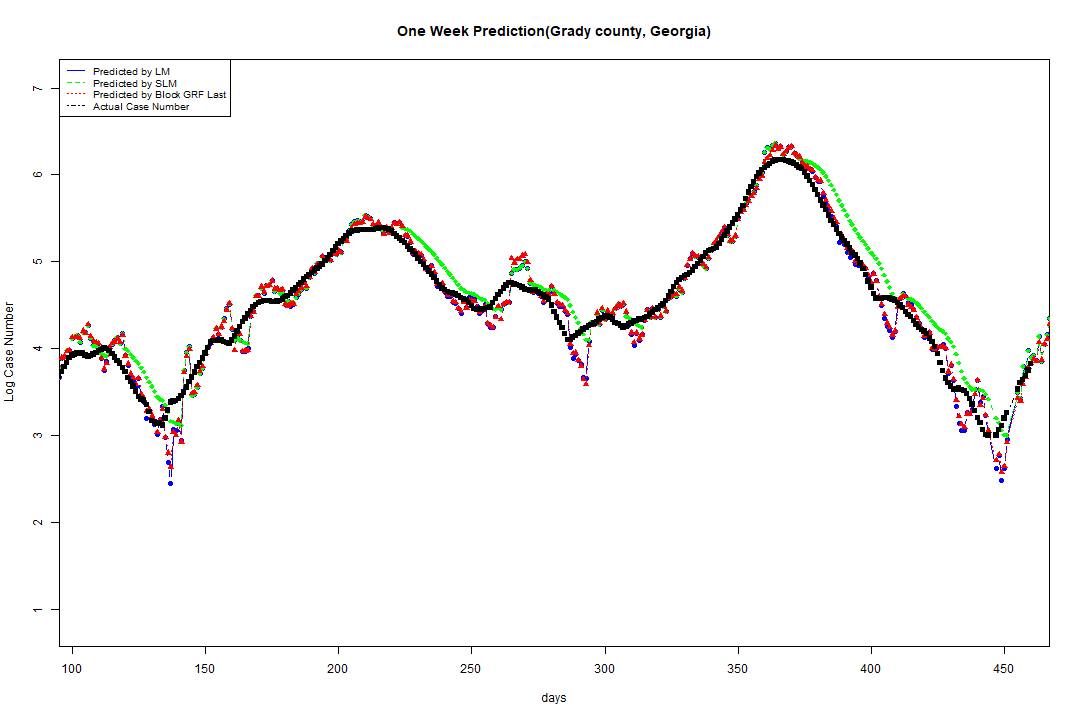 One Week Prediction(Grady county, Georgia)
Predicted by LM
Predicted by SLM
Predicted by Block GRF Last
Actual Case Number
7
6
5
4
3
2
1
Log Case Number
100 150 200 250 300 350 400 450
days